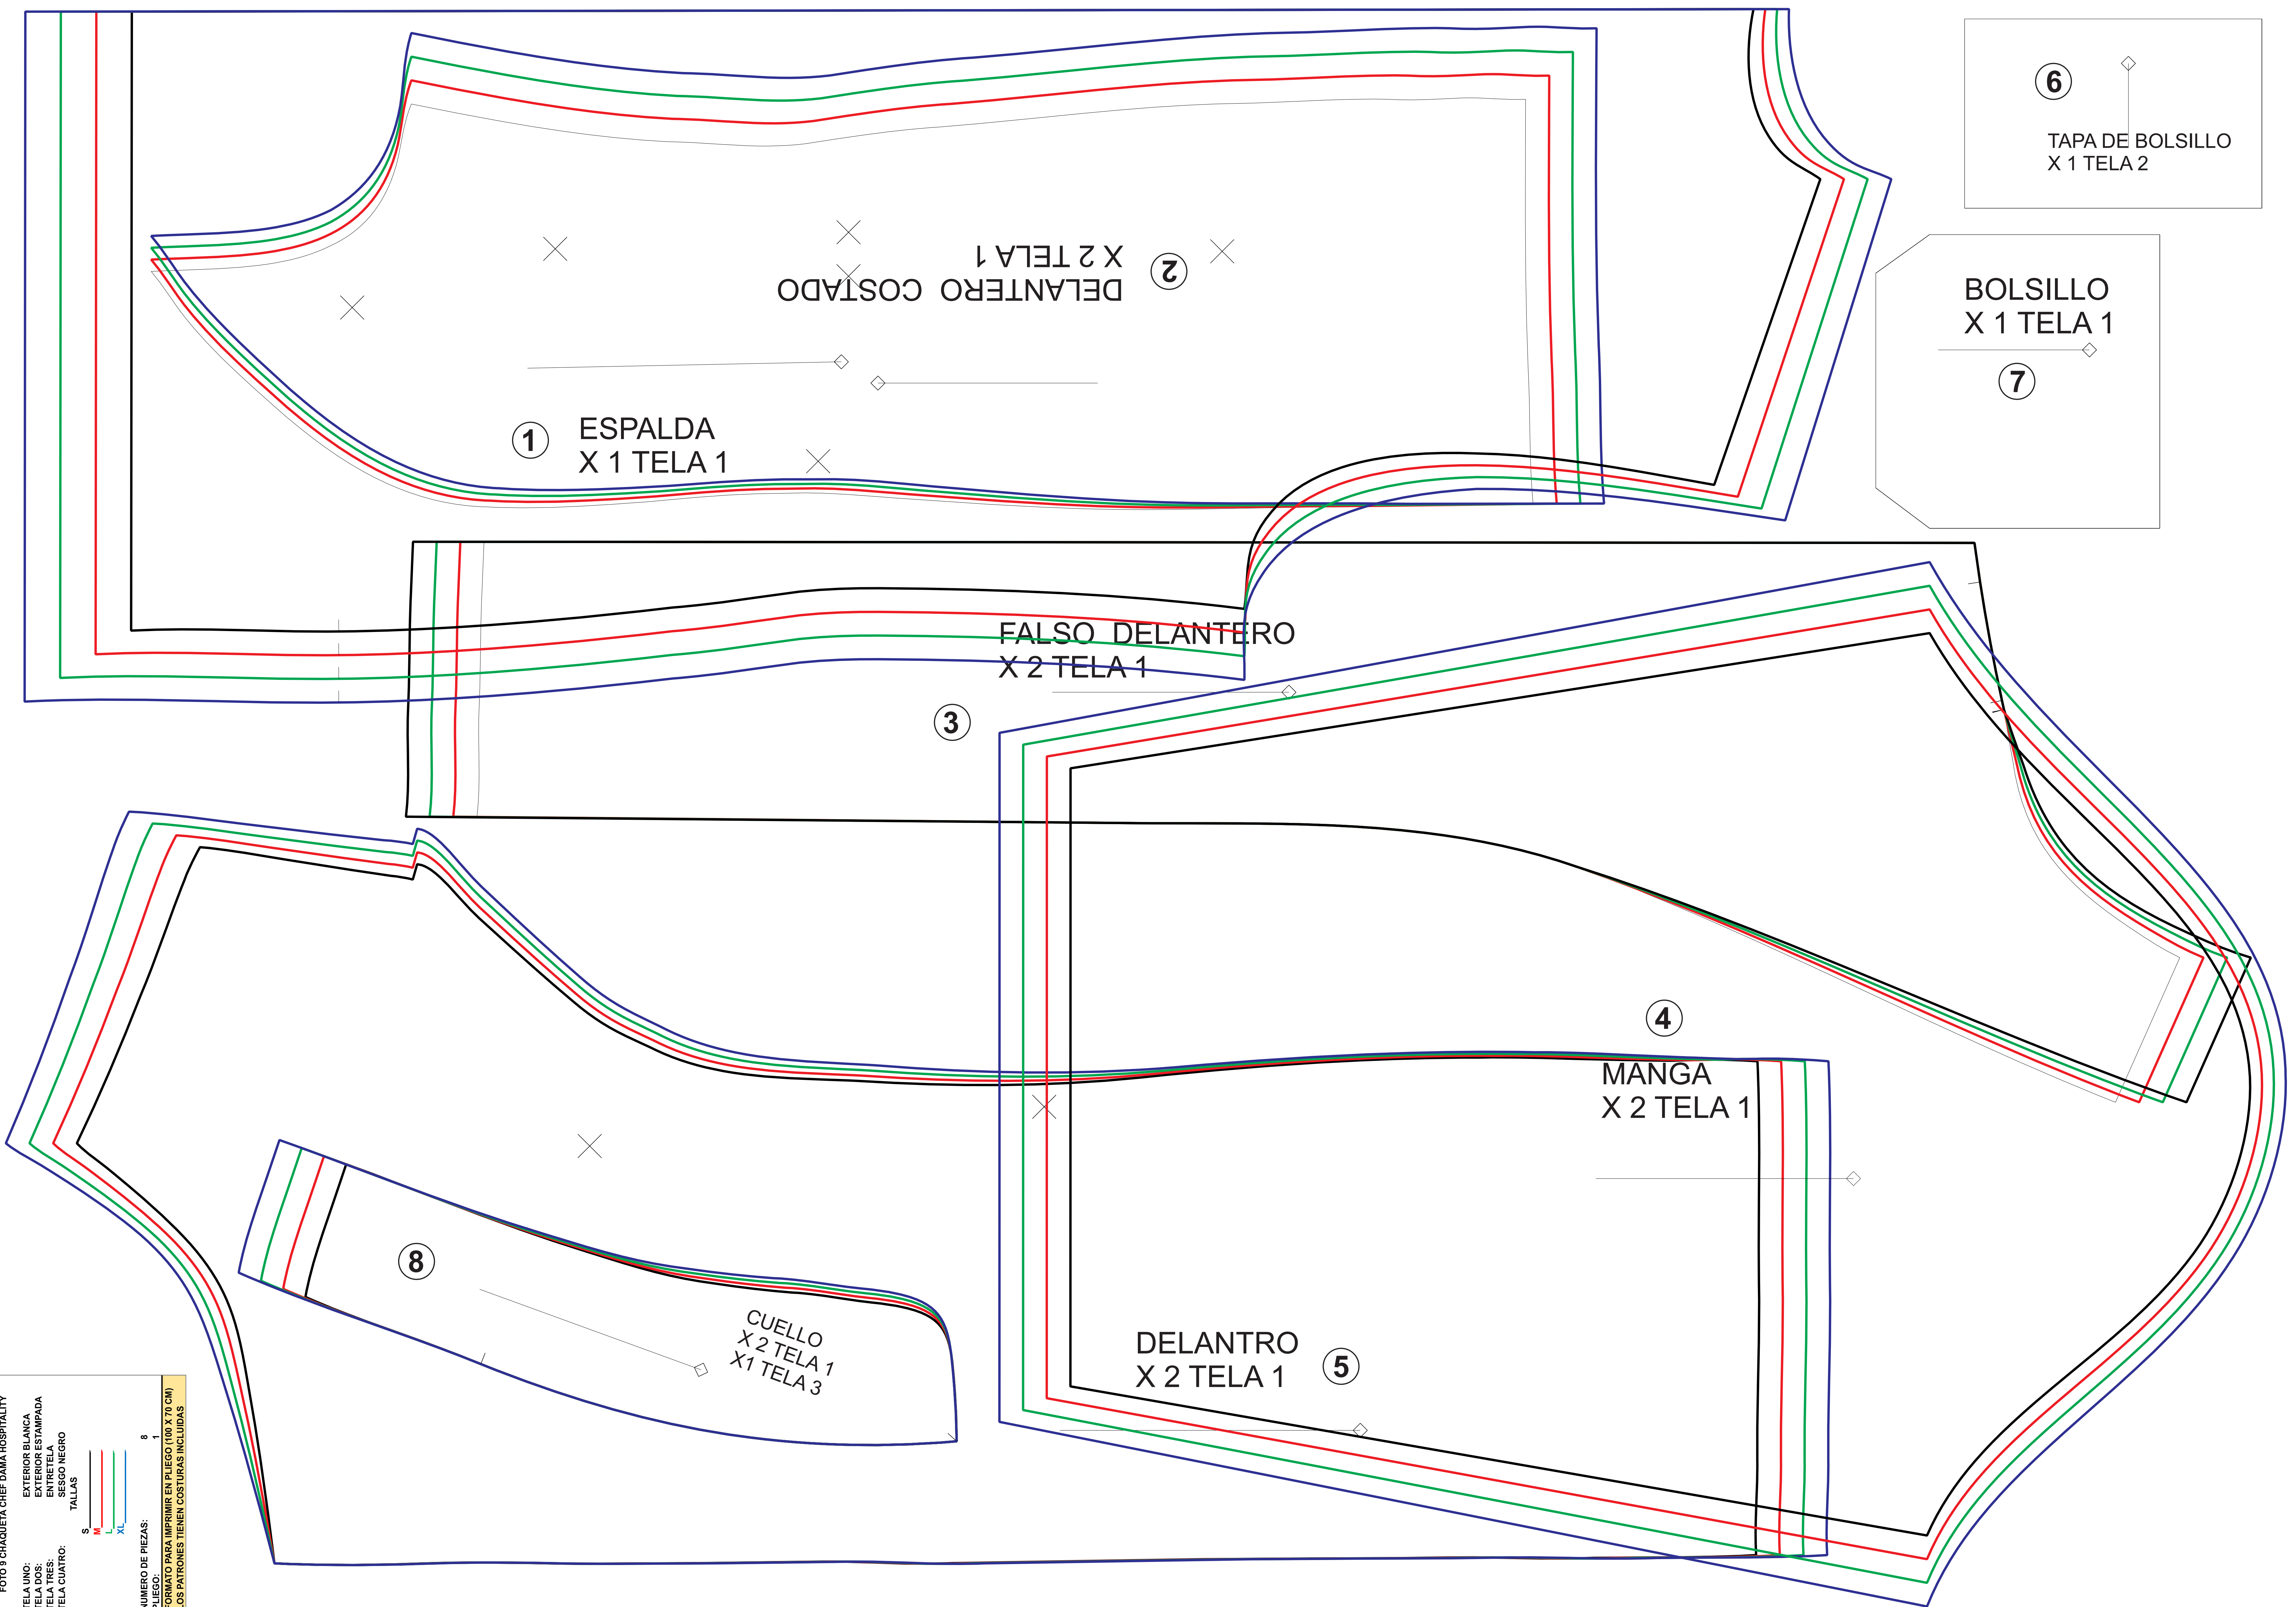 1
ESPALDA
X 1 TELA 1
2
DELANTERO COSTADO
X 2 TELA 1
FALSO DELANTERO
X 2 TELA 1
3
4
MANGA
X 2 TELA 1
DELANTRO
X 2 TELA 1
5
6
TAPA DE BOLSILLO
X 1 TELA 2
BOLSILLO
X 1 TELA 1
7
8
CUELLO
X 2 TELA 1
X1 TELA 3
FOTO 9 CHAQUETA CHEF DAMA HOSPITALITY
TELA UNO: EXTERIOR BLANCA
TELA DOS: EXTERIOR ESTAMPADA
TELA TRES: ENTRETELA
TELA CUATRO: SESGO NEGRO
TALLAS
S
M
L
XL
NUMERO DE PIEZAS: 8
PLIEGO: 1
FORMATO PARA IMPRIMIR EN PLIEGO (100 X 70 CM)
LOS PATRONES TIENEN COSTURAS INCLUIDAS